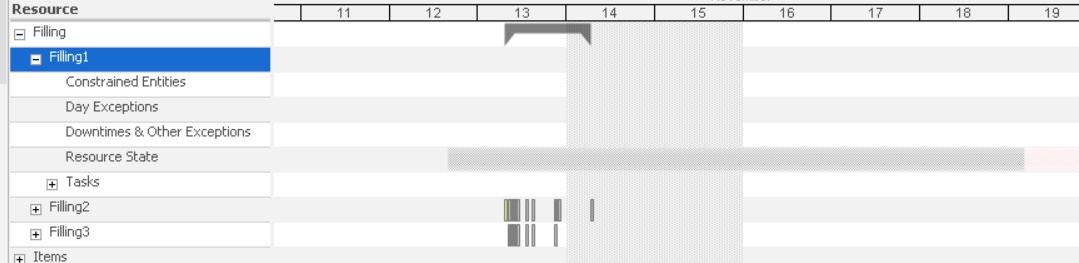 Resource
11 12 13 14 15 16 17 18 19
Filling
Filling1
Constrained Entities
Day Exceptions
Downtimes & Other Exceptions
Resource State
Tasks
Filling2
Filling3
Items